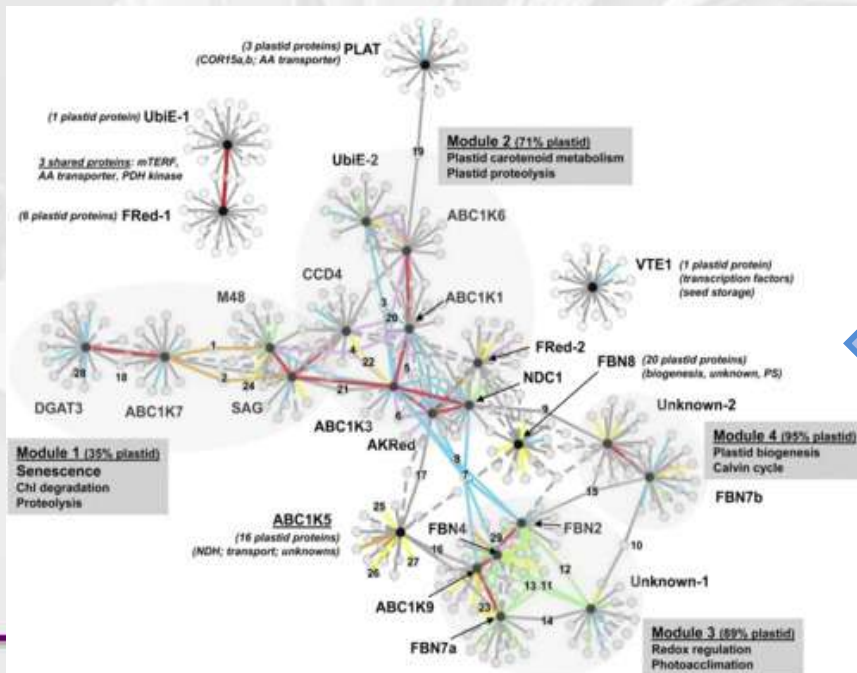 (3 plastid proteins) PLAT
(COR15a,b; AA transporter)
(1 plastid protein) UbiE-1
3 shared proteins: mTERF,
AA transporter, PDH kinase
(6 plastid proteins) FRed-1
19
Module 2 (71% plastid)
Plastid carotenoid metabolism
Plastid proteolysis
UbiE-2
ABC1K6
VTE1 (1 plastid protein)
(transcription factors)
(seed storage)
CCD4
M48
3
20
ABC1K1
1
4
22
5
FRed-2
FBN8 (20 plastid proteins)
(biogenesis, unknown, PS)
28
18
2
24
21
NDC1
DGAT3
ABC1K7
SAG
ABC1K3
6
9
Unknown-2
AKRed
Module 1 (35% plastid)
Senescence
Chl degradation
Proteolysis
Module 4 (95% plastid)
Plastid biogenesis
Calvin cycle
17
8
7
15
FBN7b
25
ABC1K5
(16 plastid proteins)
(NDH; transport; unknowns)
FBN4
FBN2
29
16
27
26
10
12
13
11
Unknown-1
ABC1K9
23
14
FBN7a
Module 3 (89% plastid)
Redox regulation
Photoacclimation